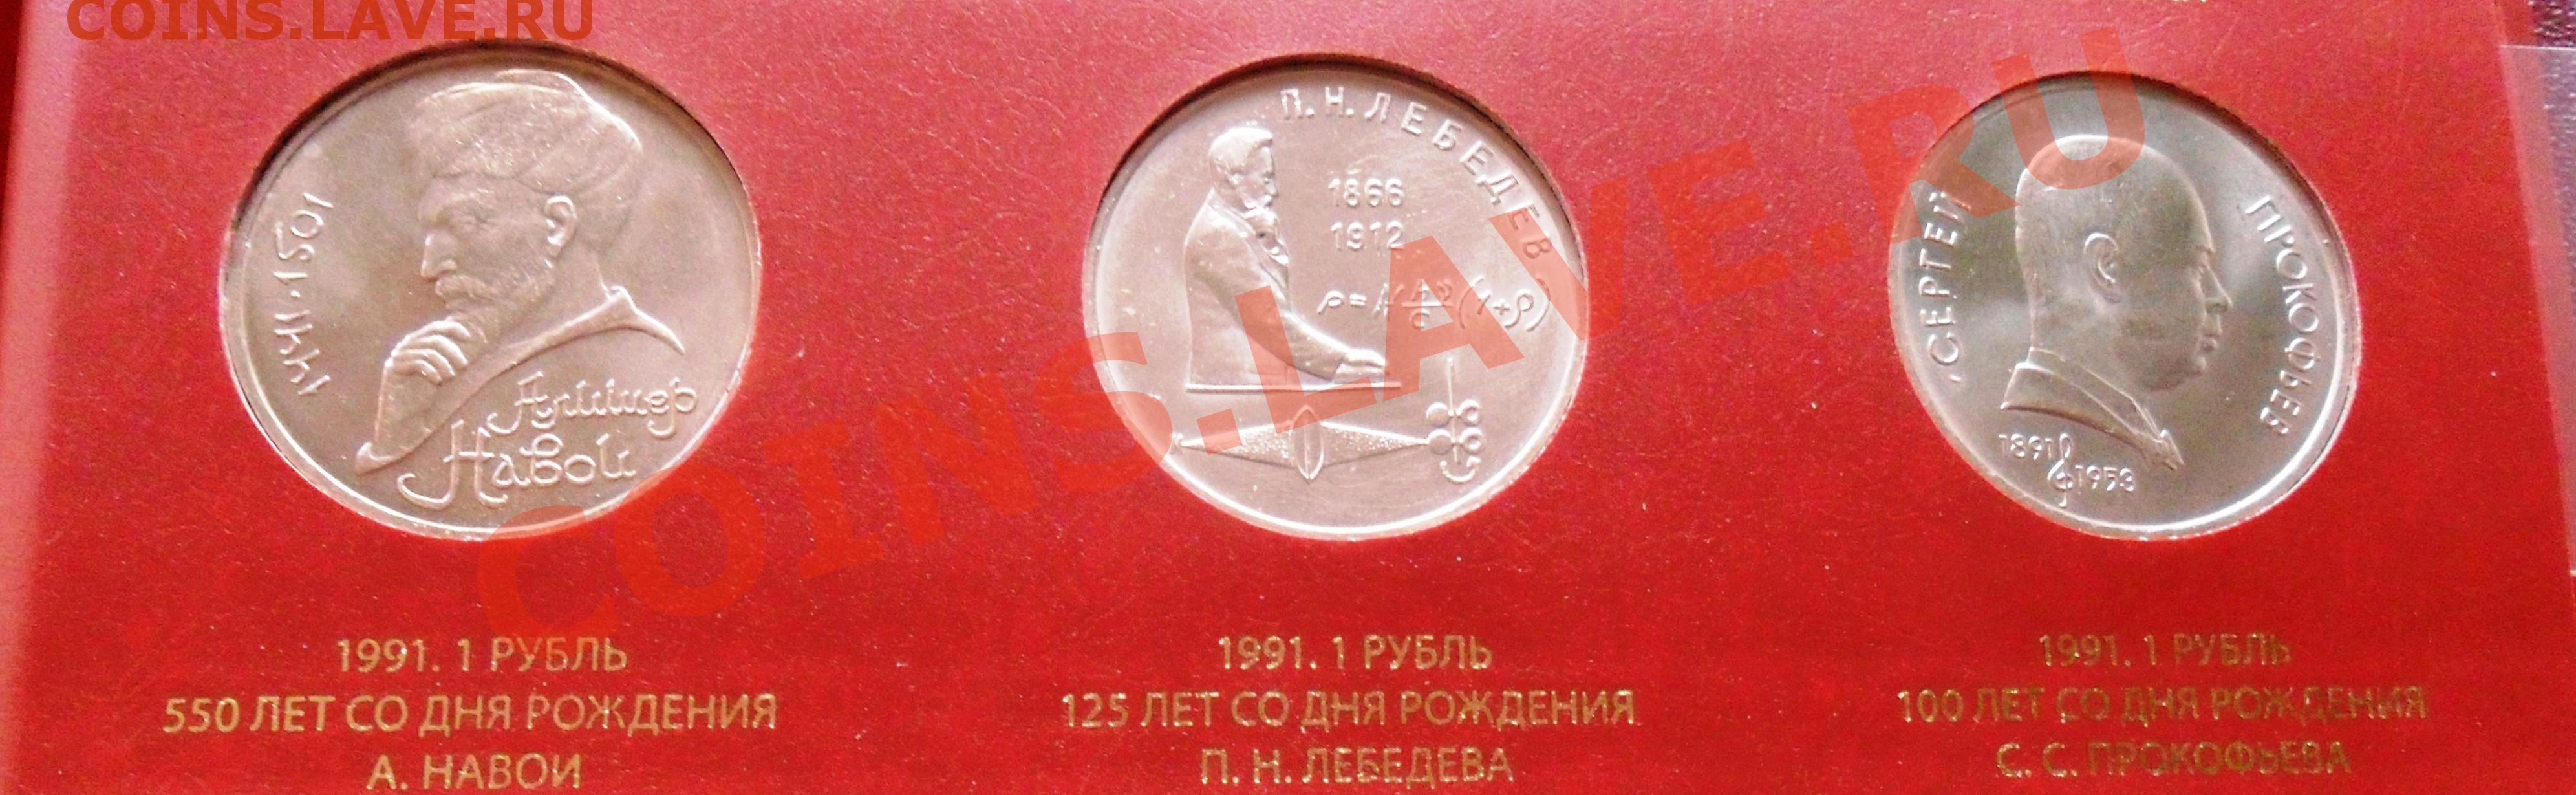 COINS.LAVE.RU
1441·1501
Алишер
Навои
П. Н. ЛЕБЕДЕВ
1866
1912
СЕРГЕЙ
ПРОКОФЬЕВ
1891
1953
COINS.LAVE.RU
1991. 1 РУБЛЬ
550 ЛЕТ СО ДНЯ РОЖДЕНИЯ
А. НАВОИ
1991. 1 РУБЛЬ
125 ЛЕТ СО ДНЯ РОЖДЕНИЯ
П. Н. ЛЕБЕДЕВА
1991. 1 РУБЛЬ
100 ЛЕТ СО ДНЯ РОЖДЕНИЯ
С. С. ПРОКОФЬЕВА